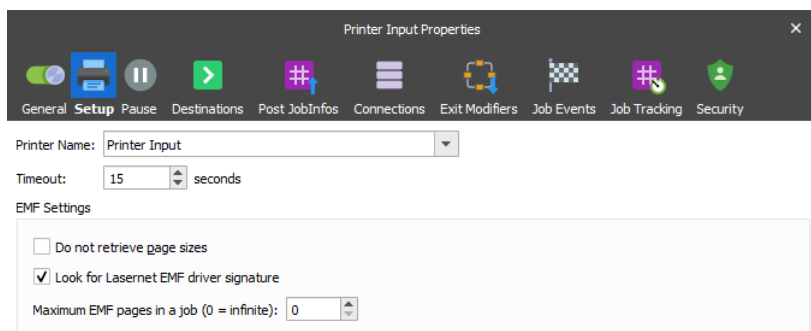 Printer Input Properties
General Setup Pause Destinations Post JobInfos Connections Exit Modifiers Job Events Job Tracking Security
Printer Name: Printer Input
Timeout: 15 seconds
EMF Settings
Do not retrieve page sizes
Look for Lasernet EMF driver signature
Maximum EMF pages in a job (0 = infinite): 0